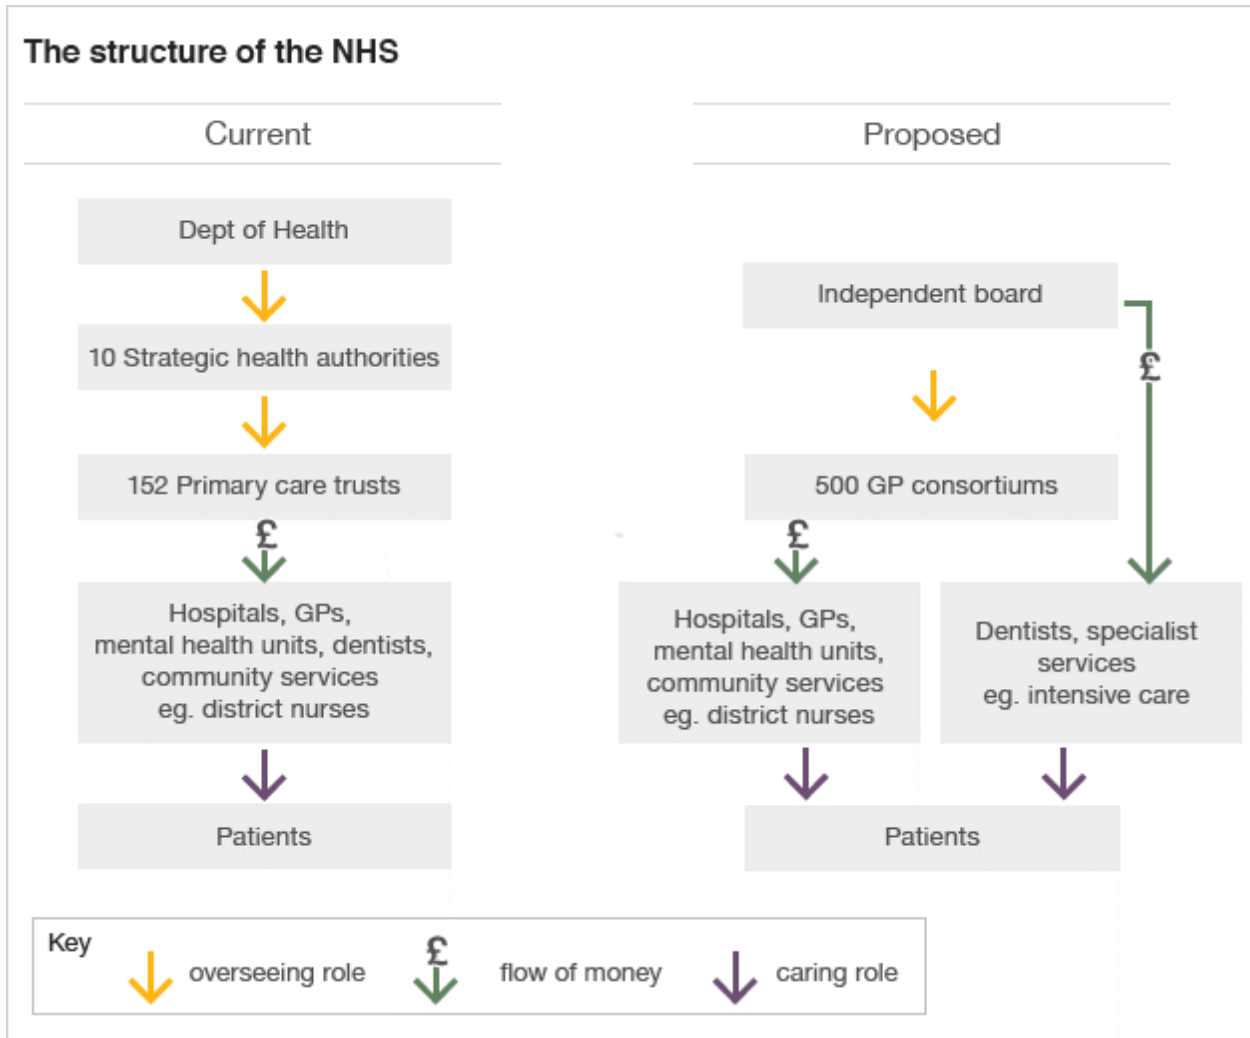 The structure of the NHS
Current
Dept of Health
10 Strategic health authorities
152 Primary care trusts
£
Hospitals, GPs,
mental health units, dentists,
community services
eg. district nurses
Patients
Proposed
Independent board
£
500 GP consortiums
£
Hospitals, GPs,
mental health units,
community services
eg. district nurses
Dentists, specialist
services
eg. intensive care
Patients
Key
overseeing role
£
flow of money
caring role